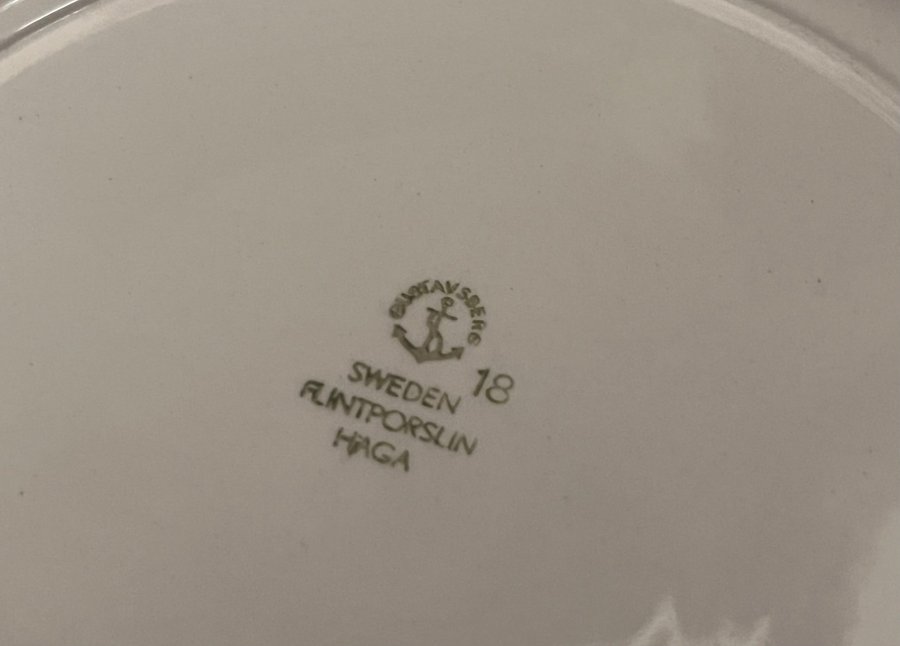 GUSTAVSBERG
SWEDEN 18
FLINTPORSLIN
HAGA